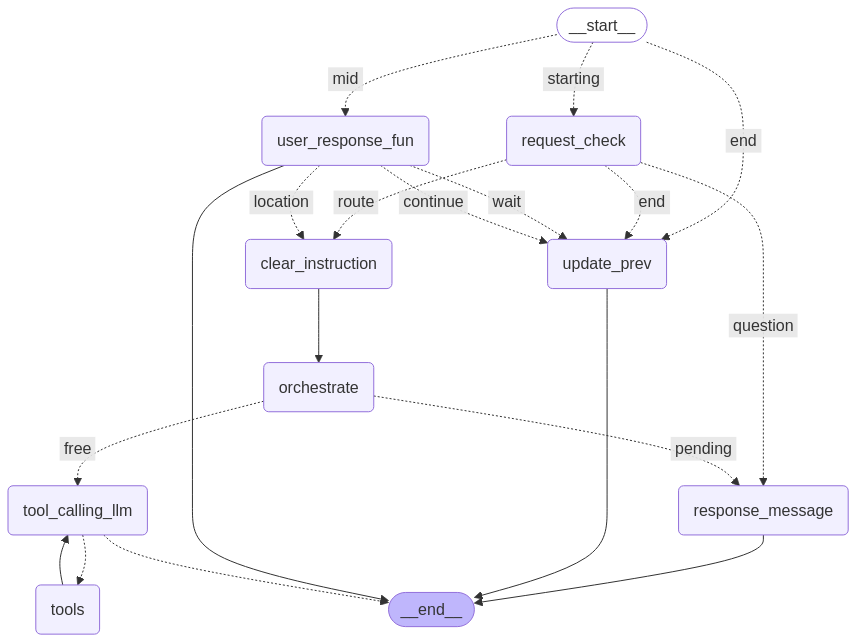 __start__
mid
starting
user_response_fun
request_check
end
location
route
continue
wait
end
clear_instruction
update_prev
question
orchestrate
free
pending
tool_calling_llm
response_message
tools
__end__